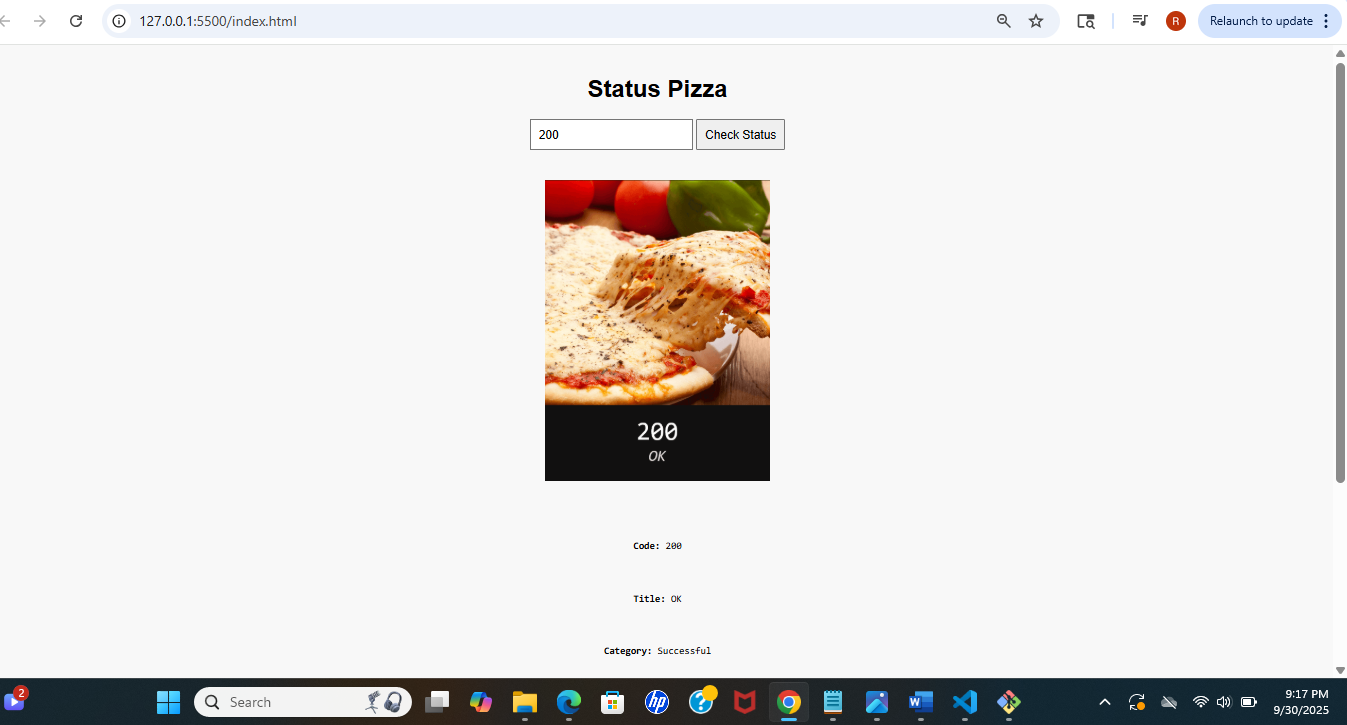 127.0.0.1:5500/index.html
R
Relaunch to update
Status Pizza
200
Check Status
200
OK
Code: 200
Title: OK
Category: Successful
2
Search
hp
?
W
9:17 PM
9/30/2025